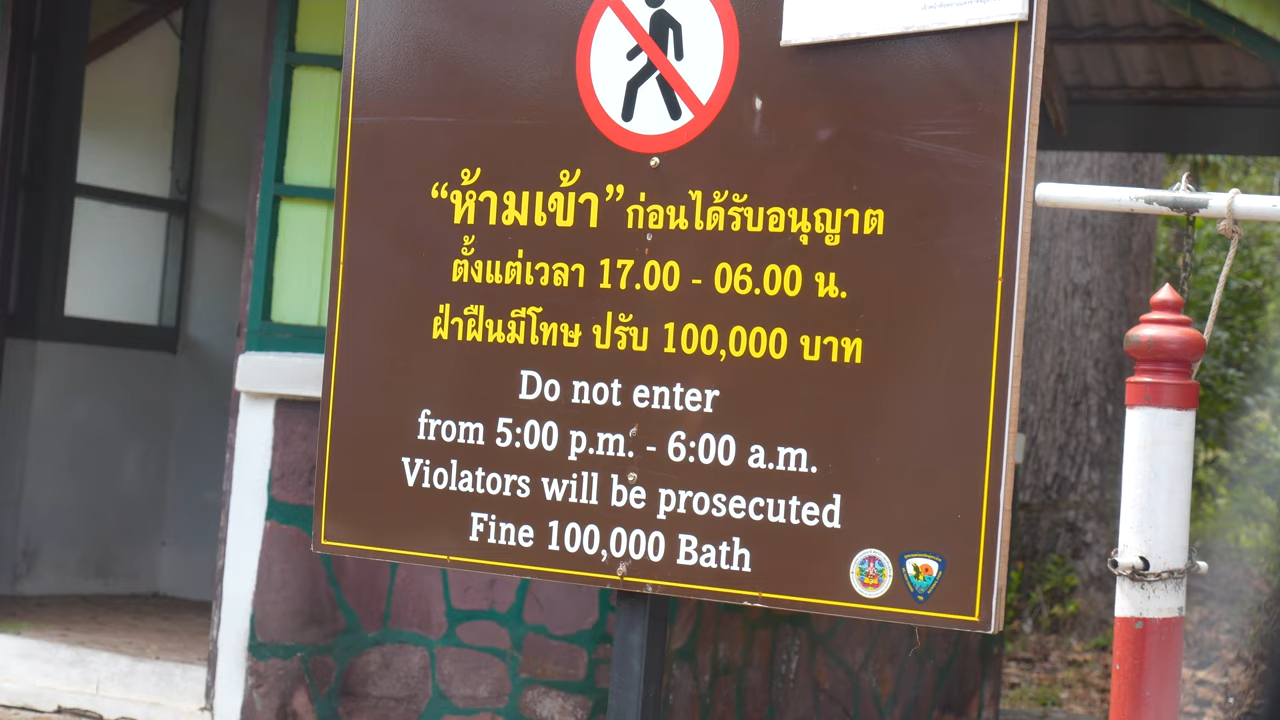 “ห้ามเข้า” ก่อนได้รับอนุญาต
ตั้งแต่เวลา 17.00 - 06.00 น.
ฝ่าฝืนมีโทษ ปรับ 100,000 บาท
Do not enter
from 5:00 p.m. - 6:00 a.m.
Violators will be prosecuted
Fine 100,000 Bath